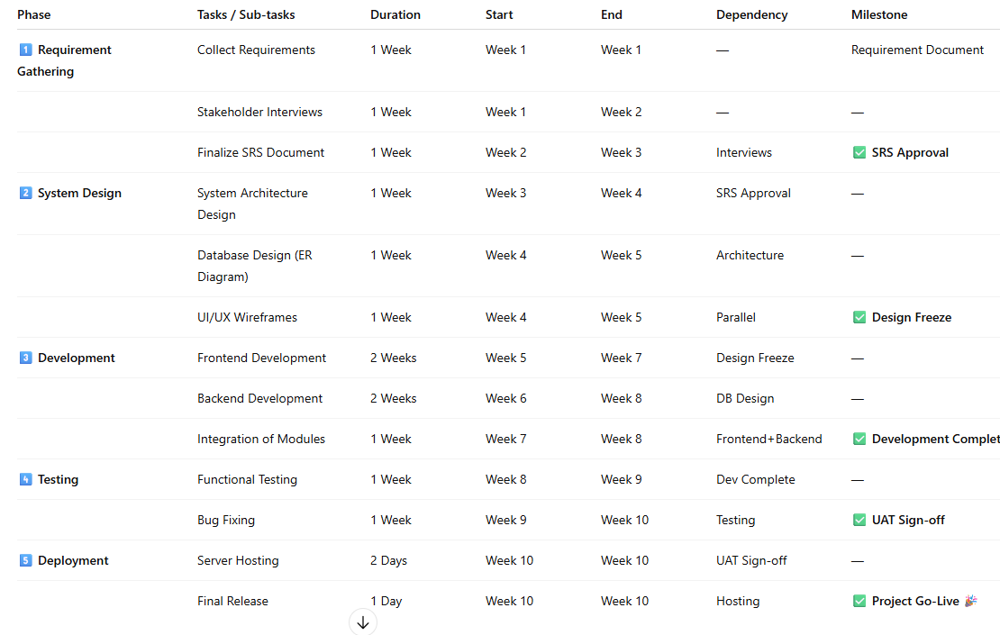 Phase Tasks / Sub-tasks Duration Start End Dependency Milestone
1️⃣ Requirement Gathering Collect Requirements 1 Week Week 1 Week 1 — Requirement Document
Stakeholder Interviews 1 Week Week 1 Week 2 — —
Finalize SRS Document 1 Week Week 2 Week 3 Interviews ✅ SRS Approval
2️⃣ System Design System Architecture Design 1 Week Week 3 Week 4 SRS Approval —
Database Design (ER Diagram) 1 Week Week 4 Week 5 Architecture —
UI/UX Wireframes 1 Week Week 4 Week 5 Parallel ✅ Design Freeze
3️⃣ Development Frontend Development 2 Weeks Week 5 Week 7 Design Freeze —
Backend Development 2 Weeks Week 6 Week 8 DB Design —
Integration of Modules 1 Week Week 7 Week 8 Frontend+Backend ✅ Development Complet
4️⃣ Testing Functional Testing 1 Week Week 8 Week 9 Dev Complete —
Bug Fixing 1 Week Week 9 Week 10 Testing ✅ UAT Sign-off
5️⃣ Deployment Server Hosting 2 Days Week 10 Week 10 UAT Sign-off —
Final Release 1 Day Week 10 Week 10 Hosting ✅ Project Go-Live 🎉